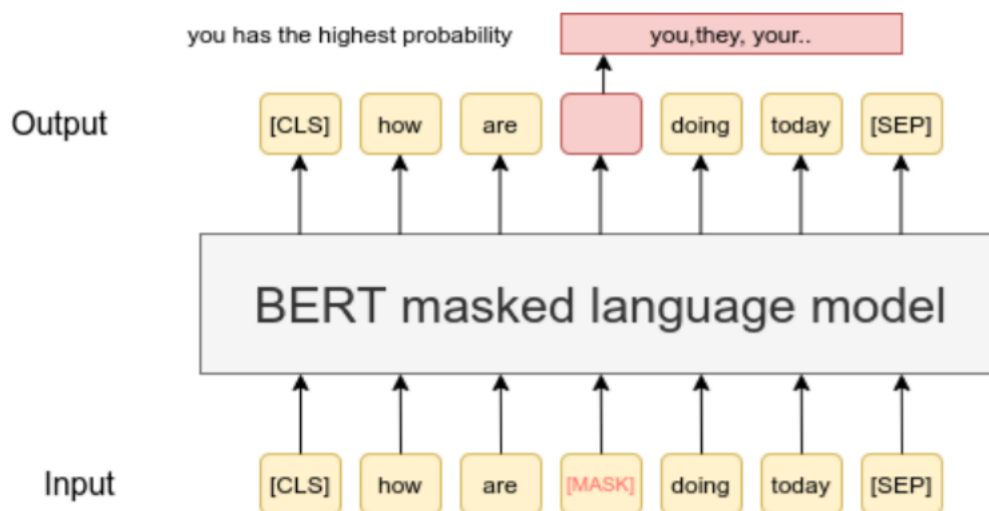 you has the highest probability you,they, your..
Output [CLS] how are doing today [SEP]
BERT masked language model
Input [CLS] how are [MASK] doing today [SEP]